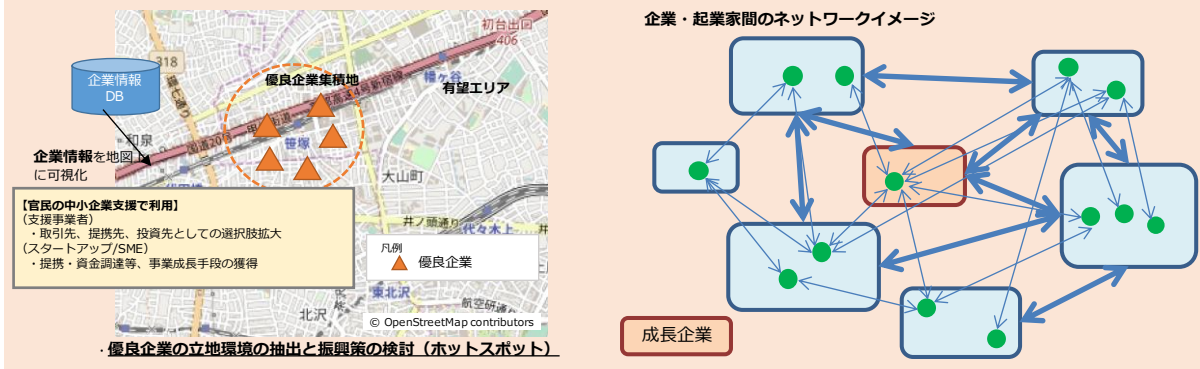 初台出口
406
318
企業情報
DB
優良企業集積地
幡ヶ谷
有望エリア
和泉
笹塚
企業情報を地図
に可視化
大山町
【官民の中小企業支援で利用】
(支援事業者)
・取引先、提携先、投資先としての選択肢拡大
(スタートアップ/SME)
・提携・資金調達等、事業成長手段の獲得
井ノ頭通り
代々木上
凡例
優良企業
東北沢
北沢
© OpenStreetMap contributors
・優良企業の立地環境の抽出と振興策の検討(ホットスポット)
企業・起業家間のネットワークイメージ
成長企業